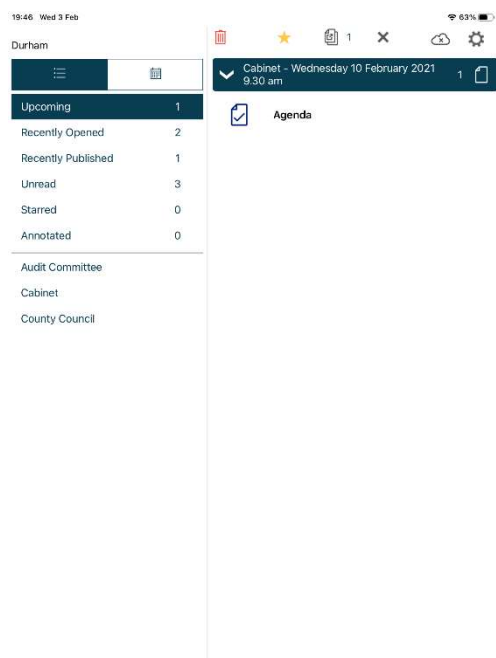 19:46 Wed 3 Feb
63%
Durham
1
Upcoming 1
Recently Opened 2
Recently Published 1
Unread 3
Starred 0
Annotated 0
Audit Committee
Cabinet
County Council
Cabinet - Wednesday 10 February 2021
9.30 am
1
Agenda